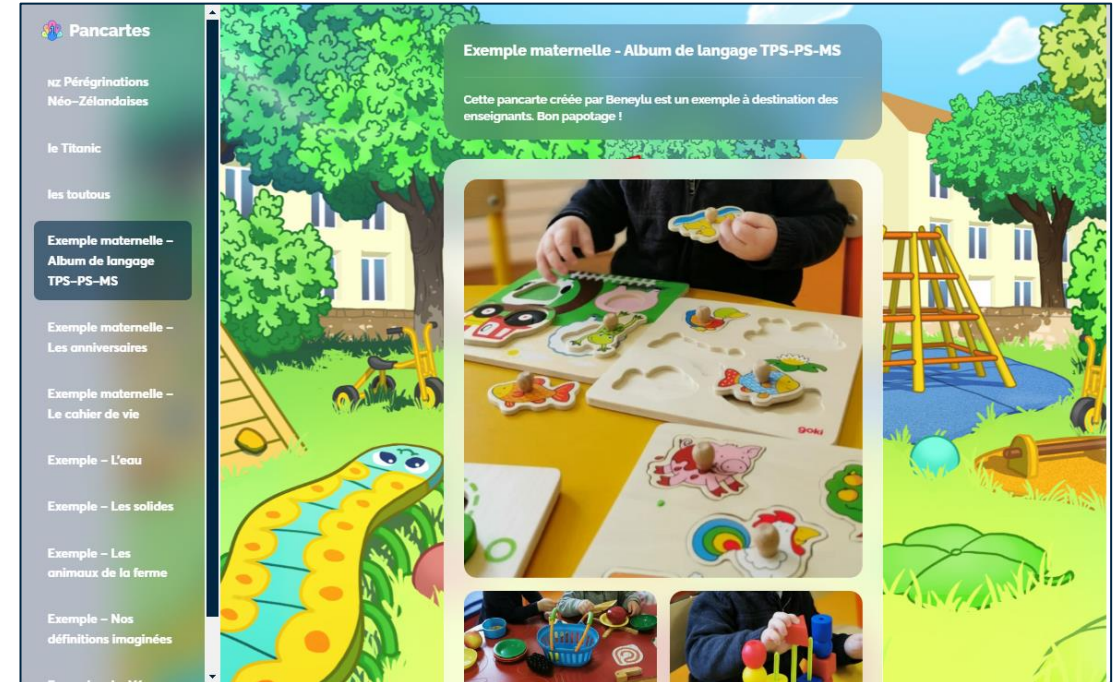 Pancartes
NZ Pérégrinations
Néo-Zélandaises
le Titanic
les toutous
Exemple maternelle –
Album de langage
TPS-PS-MS
Exemple maternelle –
Les anniversaires
Exemple maternelle –
Le cahier de vie
Exemple – L'eau
Exemple – Les solides
Exemple – Les
animaux de la ferme
Exemple – Nos
définitions imaginées
Exemple maternelle - Album de langage TPS-PS-MS
Cette pancarte créée par Beneylu est un exemple à destination des
enseignants. Bon papotage !
goki